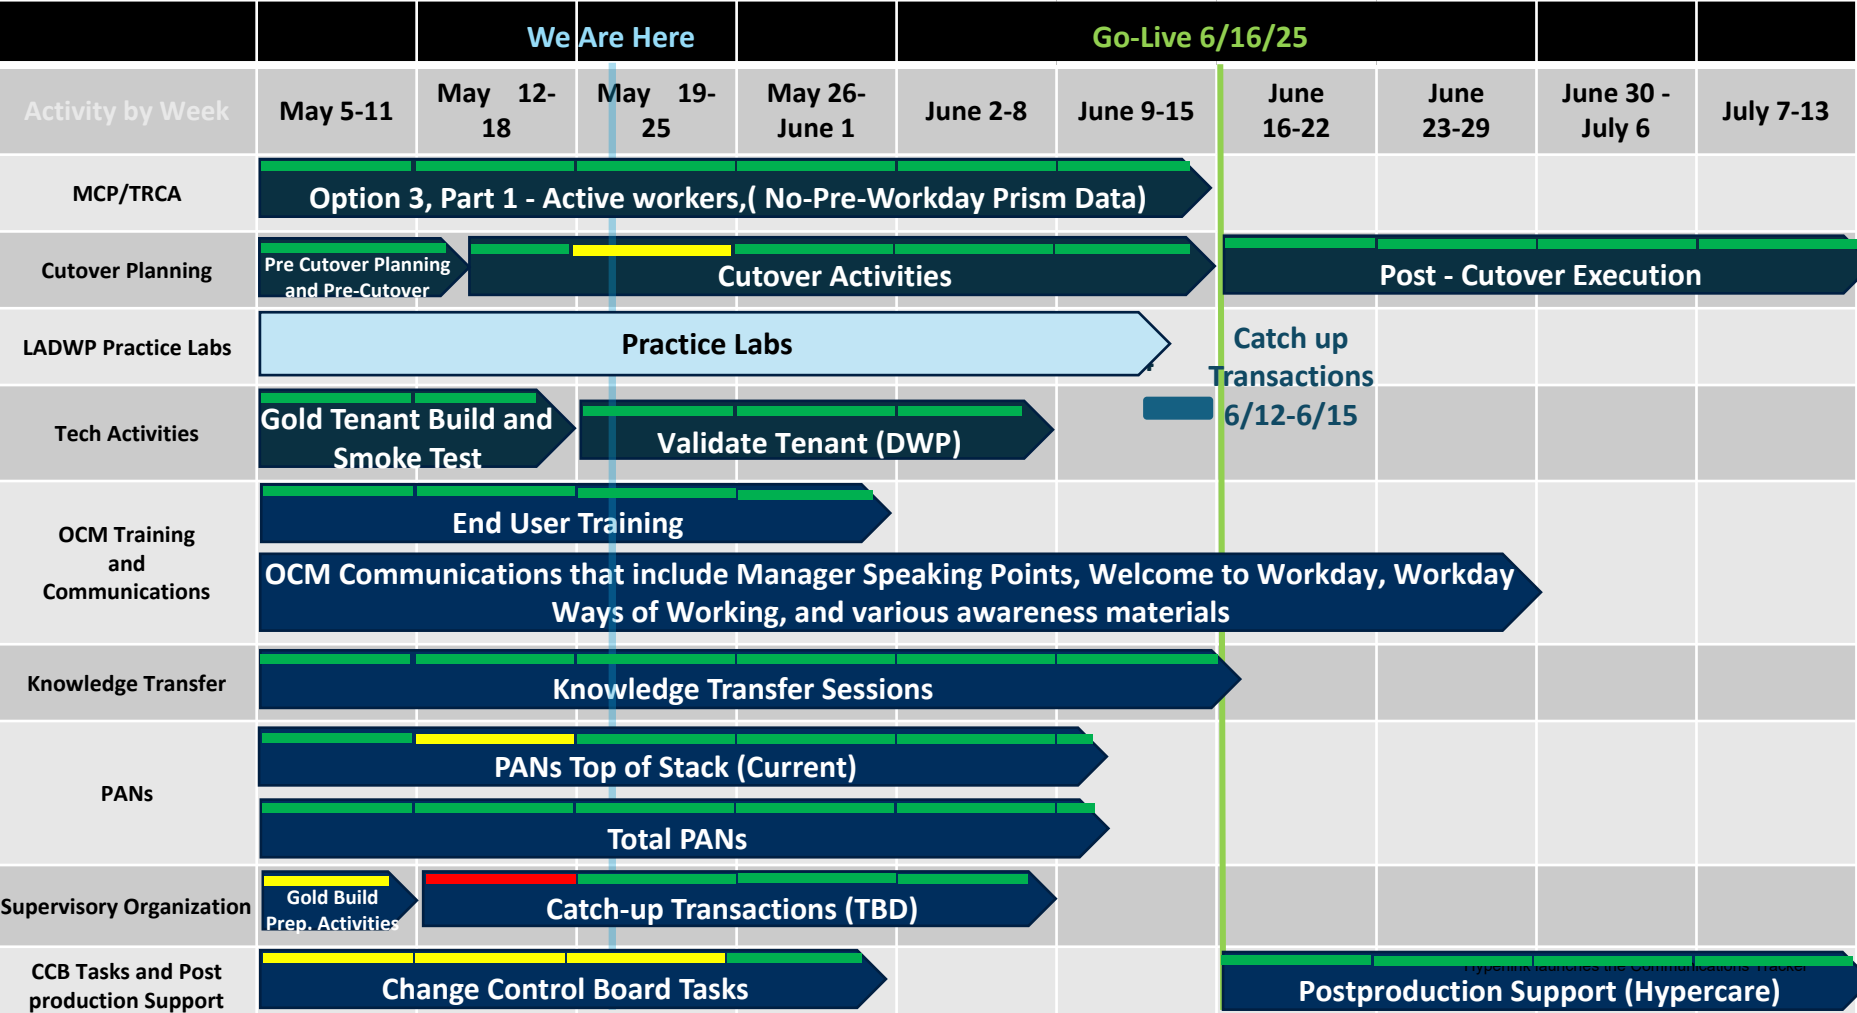 We Are Here
Go-Live 6/16/25
Activity by Week
May 5-11
May 12-
18
May 19-
25
May 26-
June 1
June 2-8
June 9-15
June
16-22
June
23-29
June 30 -
July 6
July 7-13
MCP/TRCA
Option 3, Part 1 - Active workers,( No-Pre-Workday Prism Data)
Cutover Planning
Pre Cutover Planning
and Pre-Cutover
Cutover Activities
Post - Cutover Execution
LADWP Practice Labs
Practice Labs
Catch up
Transactions
6/12-6/15
Tech Activities
Gold Tenant Build and
Smoke Test
Validate Tenant (DWP)
OCM Training
and
Communications
End User Training
OCM Communications that include Manager Speaking Points, Welcome to Workday, Workday
Ways of Working, and various awareness materials
Knowledge Transfer
Knowledge Transfer Sessions
PANs
PANs Top of Stack (Current)
Total PANs
Supervisory Organization
Gold Build
Prep. Activities
Catch-up Transactions (TBD)
CCB Tasks and Post
production Support
Change Control Board Tasks
Hyperlink launches the Communications Tracker
Postproduction Support (Hypercare)